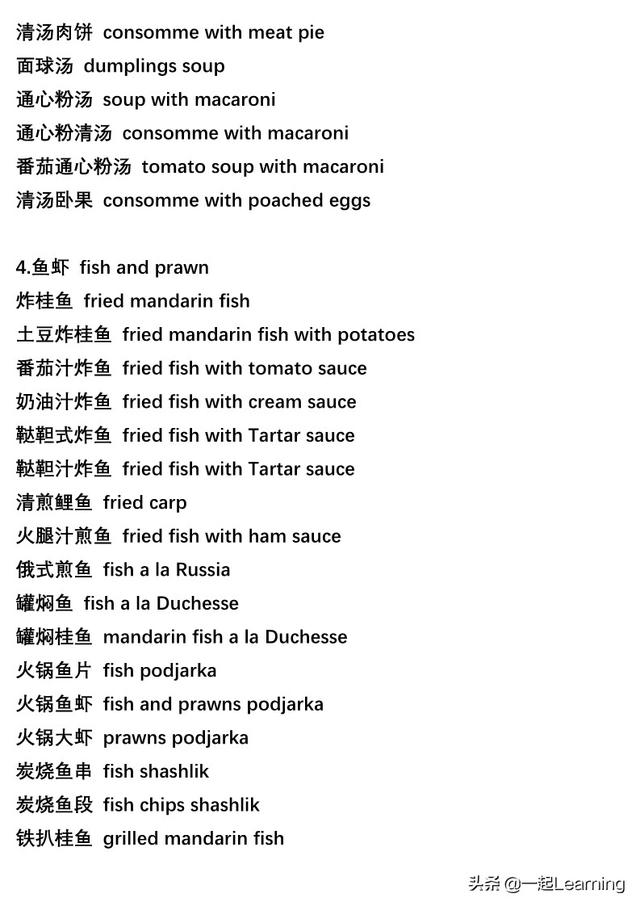 清汤肉饼 consomme with meat pie
面球汤 dumplings soup
通心粉汤 soup with macaroni
通心粉清汤 consomme with macaroni
番茄通心粉汤 tomato soup with macaroni
清汤卧果 consomme with poached eggs
4.鱼虾 fish and prawn
炸桂鱼 fried mandarin fish
土豆炸桂鱼 fried mandarin fish with potatoes
番茄汁炸鱼 fried fish with tomato sauce
奶油汁炸鱼 fried fish with cream sauce
鞑靼式炸鱼 fried fish with Tartar sauce
鞑靼汁炸鱼 fried fish with Tartar sauce
清煎鲤鱼 fried carp
火腿汁煎鱼 fried fish with ham sauce
俄式煎鱼 fish a la Russia
罐焖鱼 fish a la Duchesse
罐焖桂鱼 mandarin fish a la Duchesse
火锅鱼片 fish podjarka
火锅鱼虾 fish and prawns podjarka
火锅大虾 prawns podjarka
炭烧鱼串 fish shashlik
炭烧鱼段 fish chips shashlik
铁扒桂鱼 grilled mandarin fish
头条 @一起Learning